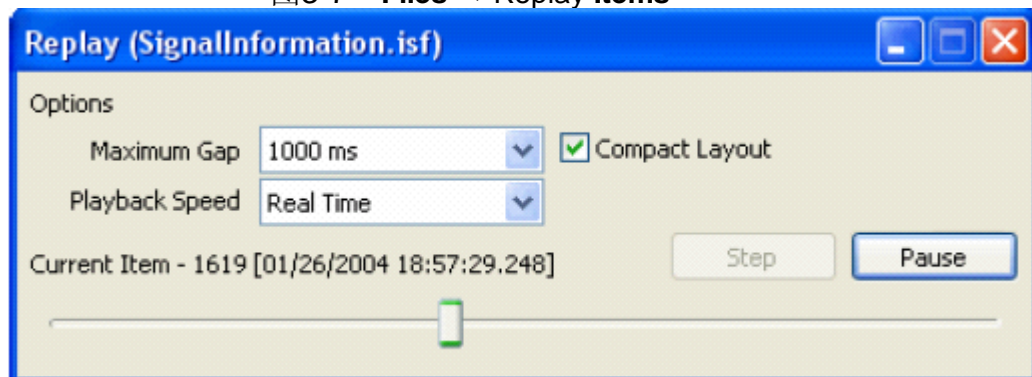 Replay (SignalInformation.isf)
Options
Maximum Gap 1000 ms Compact Layout
Playback Speed Real Time
Current Item - 1619 [01/26/2004 18:57:29.248] Step Pause